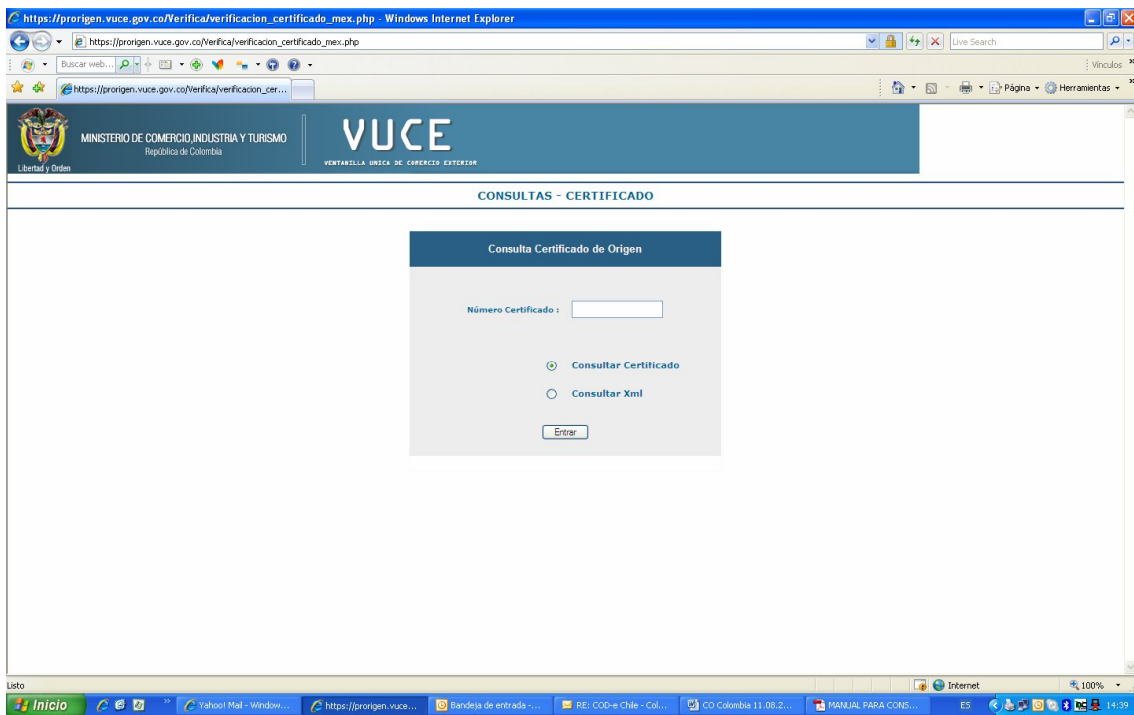 https://prorigen.vuce.gov.co/Verifica/verificacion_certificado_mex.php - Windows Internet Explorer
https://prorigen.vuce.gov.co/Verifica/verificacion_certificado_mex.php
Live Search
Buscar web...
Vínculos
https://prorigen.vuce.gov.co/Verifica/verificacion_cer...
Página
Herramientas
MINISTERIO DE COMERCIO,INDUSTRIA Y TURISMO
República de Colombia
Libertad y Orden
VUCE
VENTANILLA UNICA DE COMERCIO EXTERIOR
CONSULTAS - CERTIFICADO
Consulta Certificado de Origen
Número Certificado :
Consultar Certificado
Consultar Xml
Entrar
Listo
Internet
100%
Inicio
Yahoo! Mail - Window...
https://prorigen.vuce...
Bandeja de entrada -...
RE: COD-e Chile - Col...
CO Colombia 11.08.2...
MANUAL PARA CONS...
ES
14:39